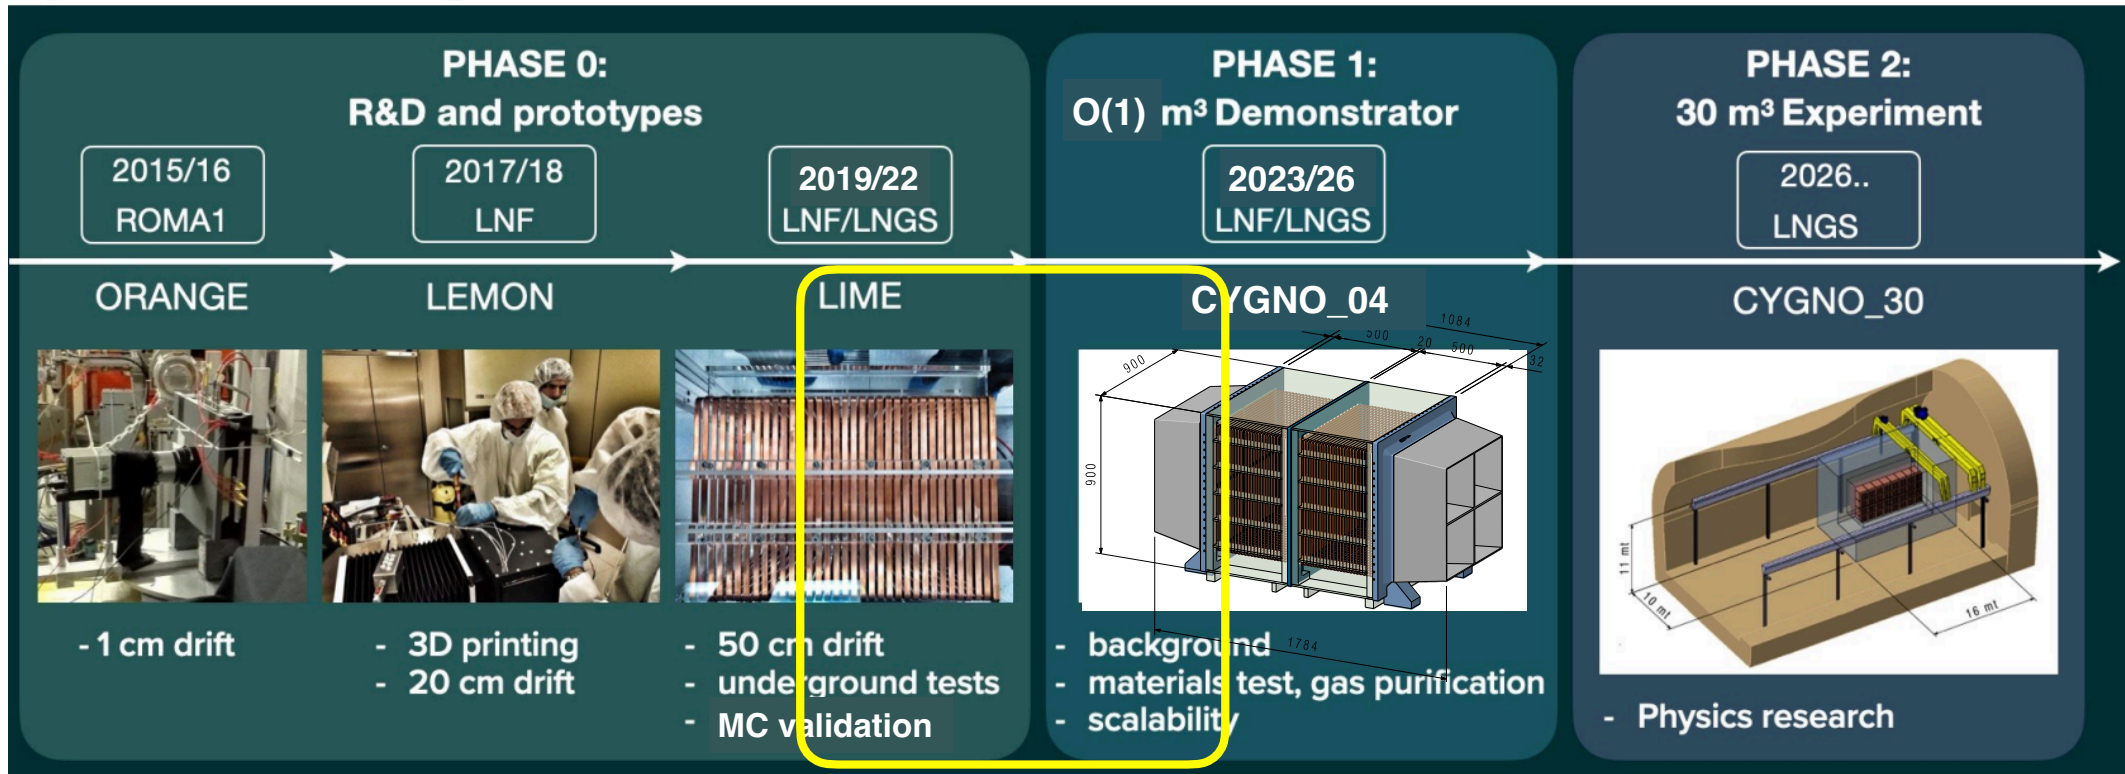 PHASE 0:
R&D and prototypes
2015/16
ROMA1
2017/18
LNF
2019/22
LNF/LNGS
ORANGE
LEMON
LIME
- 1 cm drift
- 3D printing
- 20 cm drift
- 50 cm drift
- underground tests
- MC validation
PHASE 1:
O(1) m³ Demonstrator
2023/26
LNF/LNGS
CYGNO_04
1084
500
20
500
32
900
900
1784
- background
- materials test, gas purification
- scalability
PHASE 2:
30 m³ Experiment
2026..
LNGS
CYGNO_30
11 mt
10 mt
16 mt
- Physics research